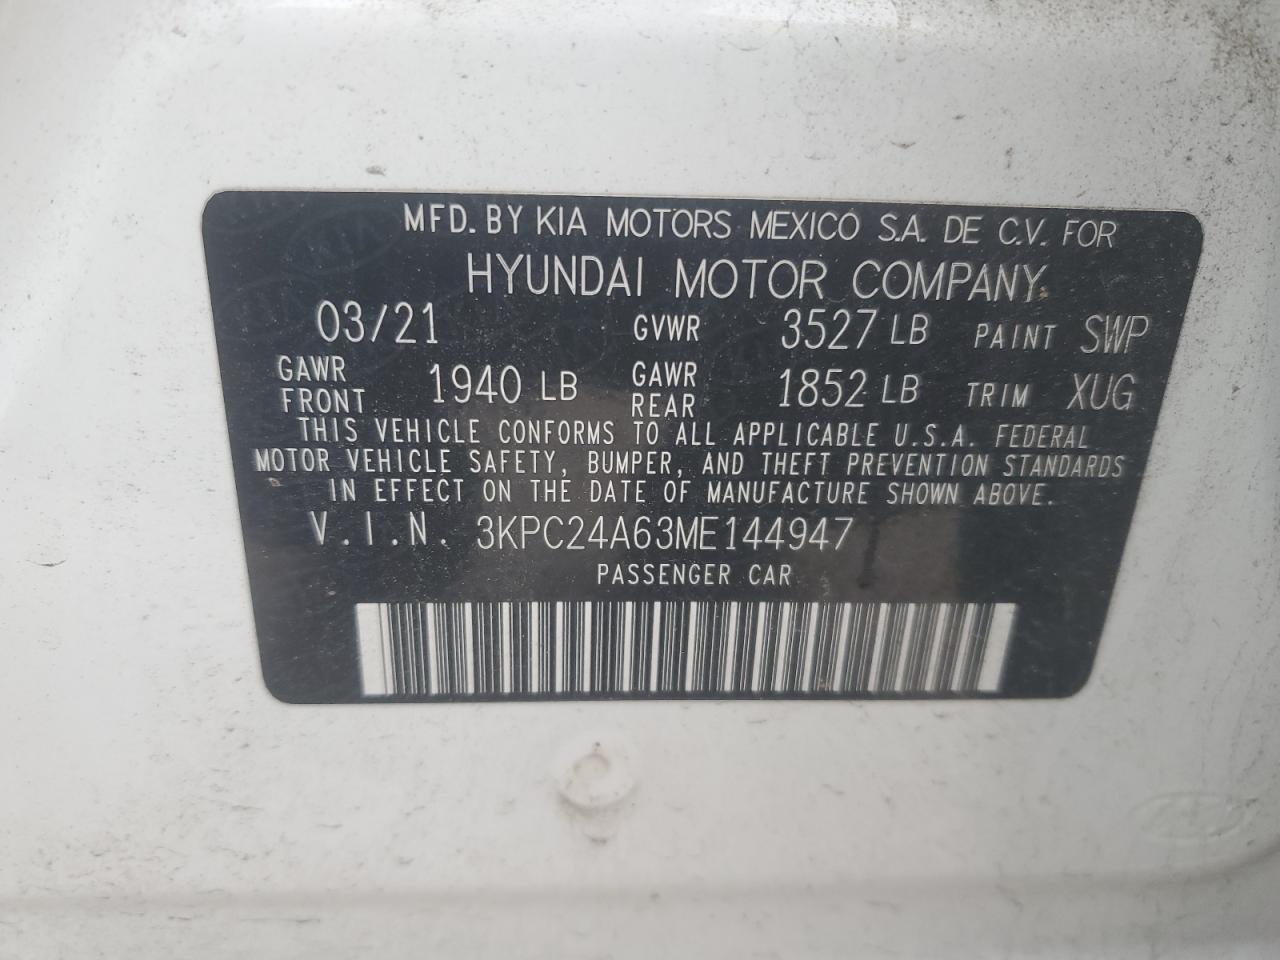 MFD. BY KIA MOTORS MEXICO S.A. DE C.V. FOR
HYUNDAI MOTOR COMPANY
03/21 GVWR 3527 LB PAINT SWP
GAWR FRONT 1940 LB GAWR REAR 1852 LB TRIM XUG
THIS VEHICLE CONFORMS TO ALL APPLICABLE U.S.A. FEDERAL
MOTOR VEHICLE SAFETY, BUMPER, AND THEFT PREVENTION STANDARDS
IN EFFECT ON THE DATE OF MANUFACTURE SHOWN ABOVE.
V.I.N. 3KPC24A63ME144947
PASSENGER CAR